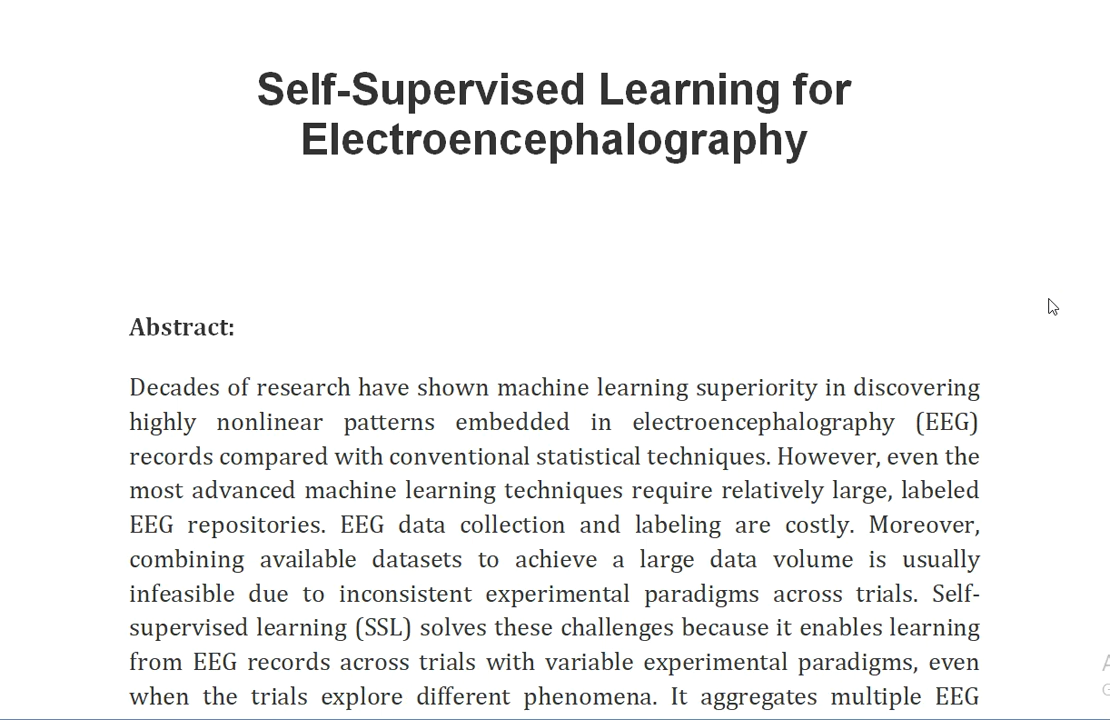 Self-Supervised Learning for
Electroencephalography
Abstract:
Decades of research have shown machine learning superiority in discovering
highly nonlinear patterns embedded in electroencephalography (EEG)
records compared with conventional statistical techniques. However, even the
most advanced machine learning techniques require relatively large, labeled
EEG repositories. EEG data collection and labeling are costly. Moreover,
combining available datasets to achieve a large data volume is usually
infeasible due to inconsistent experimental paradigms across trials. Self-
supervised learning (SSL) solves these challenges because it enables learning
from EEG records across trials with variable experimental paradigms, even
when the trials explore different phenomena. It aggregates multiple EEG